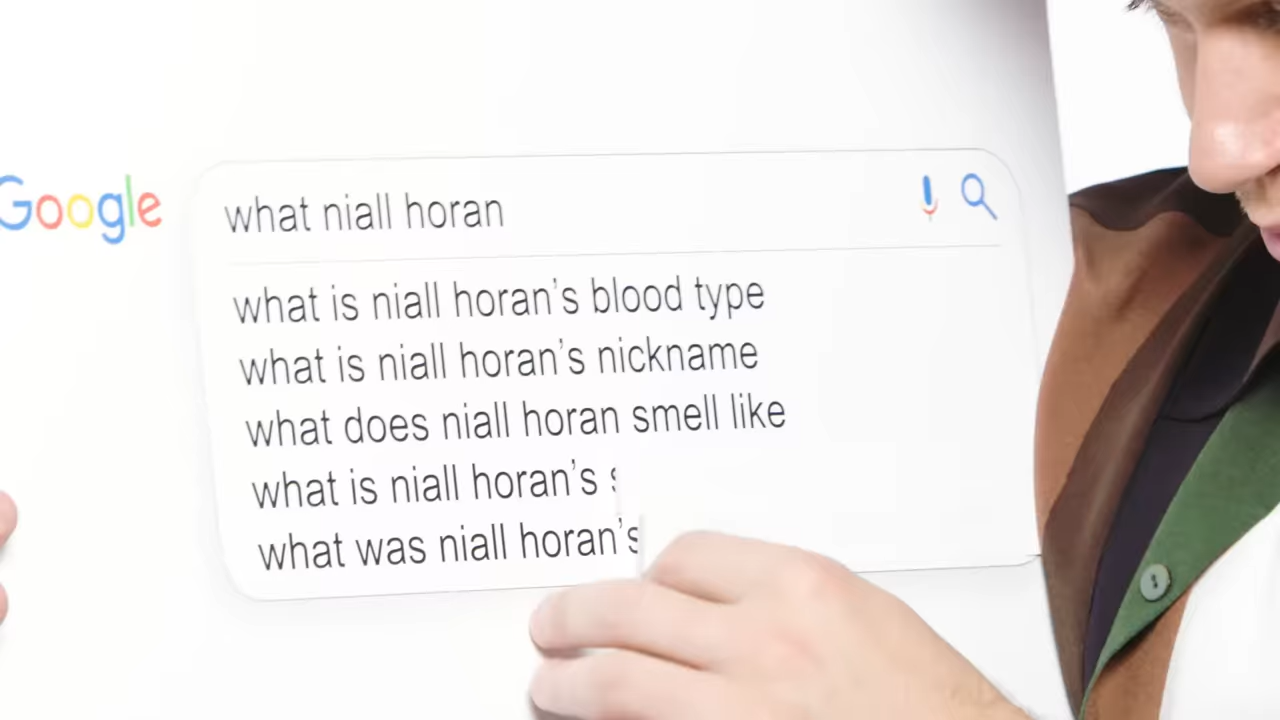 Google
what niall horan
what is niall horan's blood type
what is niall horan's nickname
what does niall horan smell like
what is niall horan's
what was niall horan's